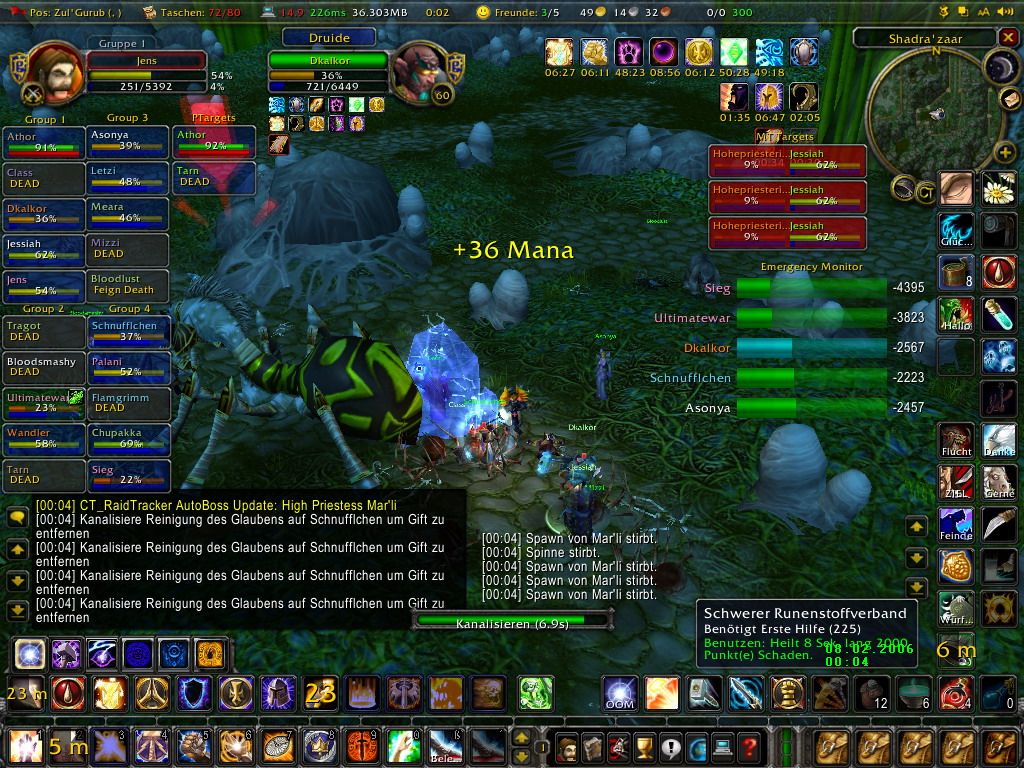 Pos: Zul'Gurub (, )
Taschen: 72/80
14.9 226ms 36.303MB
0:02
Freunde: 3/5
49 14 32
0/0 300
Gruppe 1
Jens
54%
251/5392
4%
Druide
Dkalkor
36%
721/6449
60
06:27 06:11 48:23 08:56 06:12 50:28 49:18
01:35 06:47 02:05
Shadra'zaar
N
Group 1
Athor
91%
Class
DEAD
Dkalkor
36%
Jessiah
62%
Jens
54%
Group 2
Tragot
DEAD
Bloodsmashy
DEAD
Ultimatewar
23%
Wandler
58%
Tarn
DEAD
Group 3
Asonya
39%
Letzi
48%
Meara
46%
Mizzi
DEAD
Bloodlust
Feign Death
Group 4
Schnufflchen
37%
Palani
52%
Flamgrimm
DEAD
Chupakka
69%
Sieg
22%
PTargets
Athor
92%
Tarn
DEAD
MT Targets
Hohepriesteri... Jessiah
9% 62%
Hohepriesteri... Jessiah
9% 62%
Hohepriesteri... Jessiah
9% 62%
+36 Mana
Emergency Monitor
Sieg -4395
Ultimatewar -3823
Dkalkor -2567
Schnufflchen -2223
Asonya -2457
Asonya
Dkalkor
Jessiah
Mizzi
[00:04] CT_RaidTracker AutoBoss Update: High Priestess Mar'li
[00:04] Kanalisiere Reinigung des Glaubens auf Schnufflchen um Gift zu
entfernen
[00:04] Kanalisiere Reinigung des Glaubens auf Schnufflchen um Gift zu
entfernen
[00:04] Kanalisiere Reinigung des Glaubens auf Schnufflchen um Gift zu
entfernen
[00:04] Kanalisiere Reinigung des Glaubens auf Schnufflchen um Gift zu
entfernen
[00:04] Spawn von Mar'li stirbt.
[00:04] Spinne stirbt.
[00:04] Spawn von Mar'li stirbt.
[00:04] Spawn von Mar'li stirbt.
[00:04] Spawn von Mar'li stirbt.
Kanalisieren (6.9s)
Schwerer Runenstoffverband
Benötigt Erste Hilfe (225)
Benutzen: Heilt 8 Sek. lang 2000
Punkt(e) Schaden.
08.02.2006
00:04
CT
Glüc...
8
Hallo
Flucht
Danke
ZIEL
Gerne
Feinde
Wurf...
6 m
23 m
23
OOM
12
6
4
0
5 m
Bele...